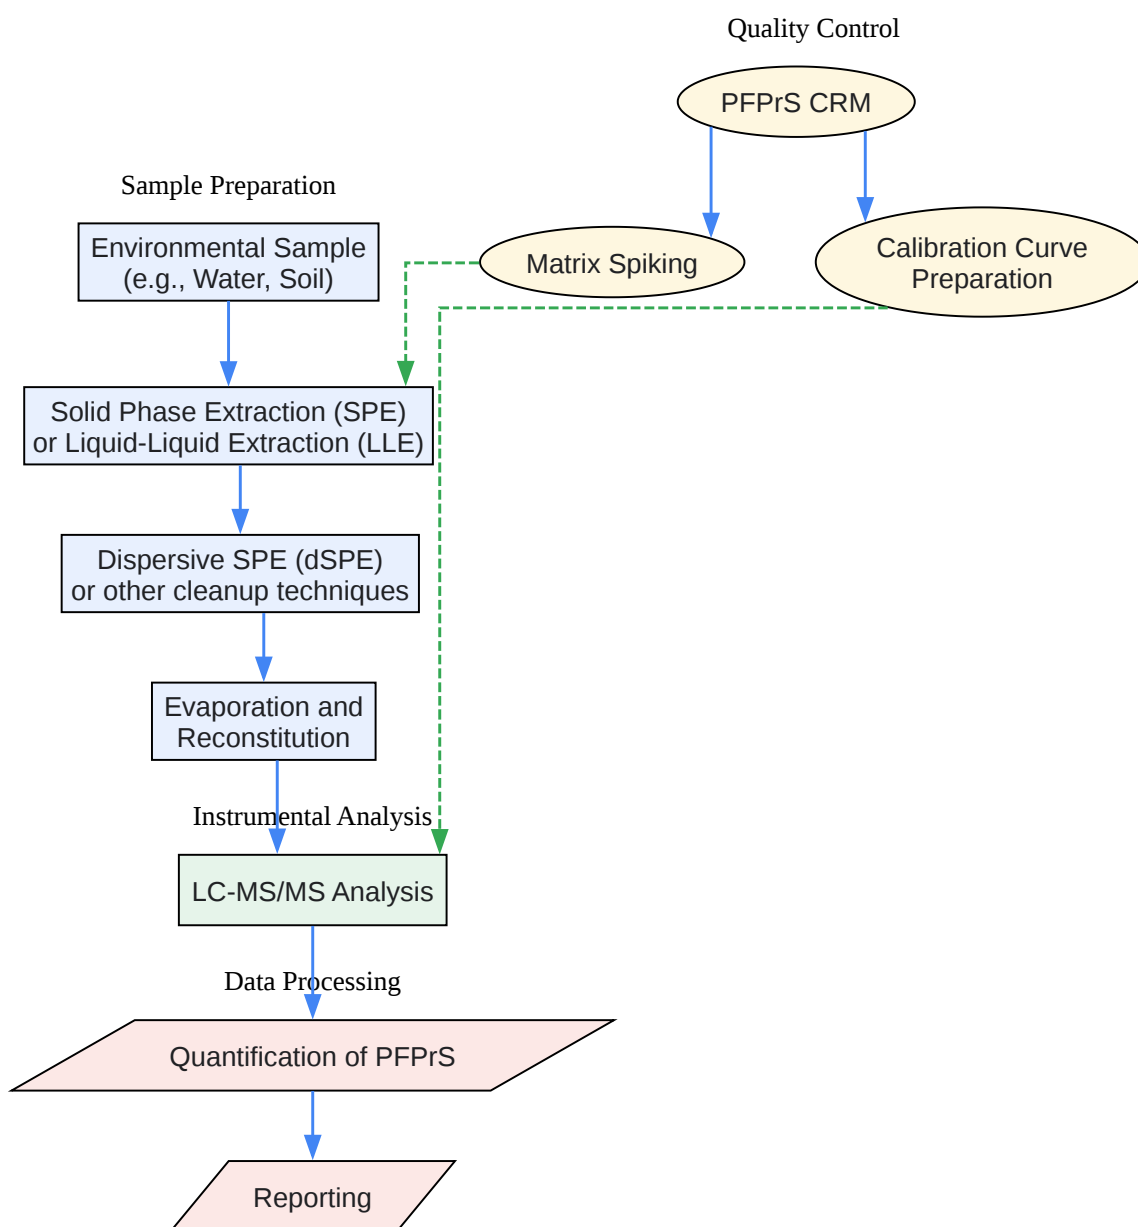 Quality Control
PFPrS CRM
Sample Preparation
Environmental Sample
(e.g., Water, Soil)
Matrix Spiking
Calibration Curve
Preparation
Solid Phase Extraction (SPE)
or Liquid-Liquid Extraction (LLE)
Dispersive SPE (dSPE)
or other cleanup techniques
Evaporation and
Reconstitution
Instrumental Analysis
LC-MS/MS Analysis
Data Processing
Quantification of PFPrS
Reporting